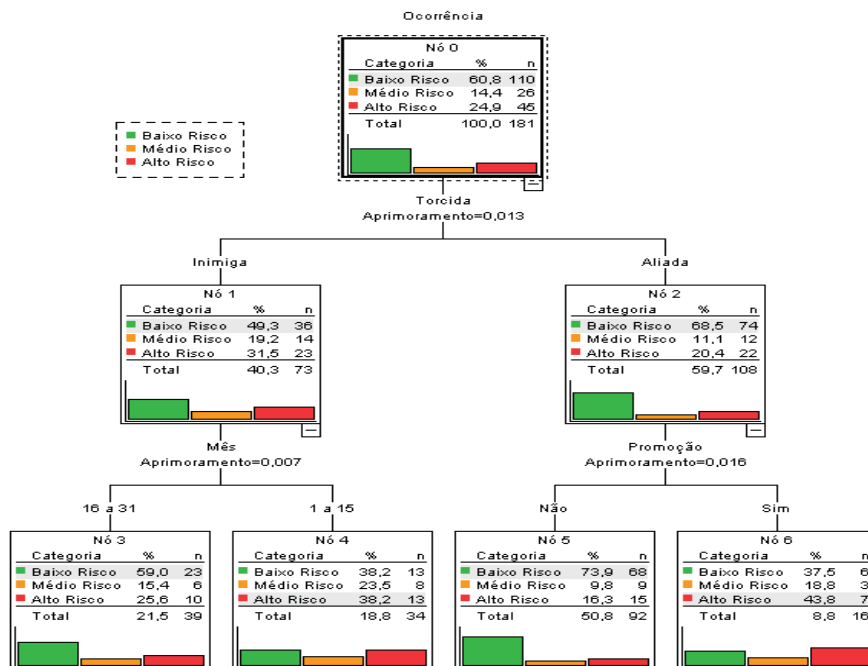 Ocorrência
Nó 0
Categoria % n
Baixo Risco 60,8 110
Médio Risco 14,4 26
Alto Risco 24,9 45
Total 100,0 181
Baixo Risco
Médio Risco
Alto Risco
Torcida
Aprimoramento=0,013
Inimiga
Aliada
Nó 1
Categoria % n
Baixo Risco 49,3 36
Médio Risco 19,2 14
Alto Risco 31,5 23
Total 40,3 73
Nó 2
Categoria % n
Baixo Risco 68,5 74
Médio Risco 11,1 12
Alto Risco 20,4 22
Total 59,7 108
Mês
Aprimoramento=0,007
Promoção
Aprimoramento=0,016
16 a 31
1 a 15
Não
Sim
Nó 3
Categoria % n
Baixo Risco 59,0 23
Médio Risco 15,4 6
Alto Risco 25,6 10
Total 21,5 39
Nó 4
Categoria % n
Baixo Risco 38,2 13
Médio Risco 23,5 8
Alto Risco 38,2 13
Total 18,8 34
Nó 5
Categoria % n
Baixo Risco 73,9 68
Médio Risco 9,8 9
Alto Risco 16,3 15
Total 50,8 92
Nó 6
Categoria % n
Baixo Risco 37,5 6
Médio Risco 18,8 3
Alto Risco 43,8 7
Total 8,8 16